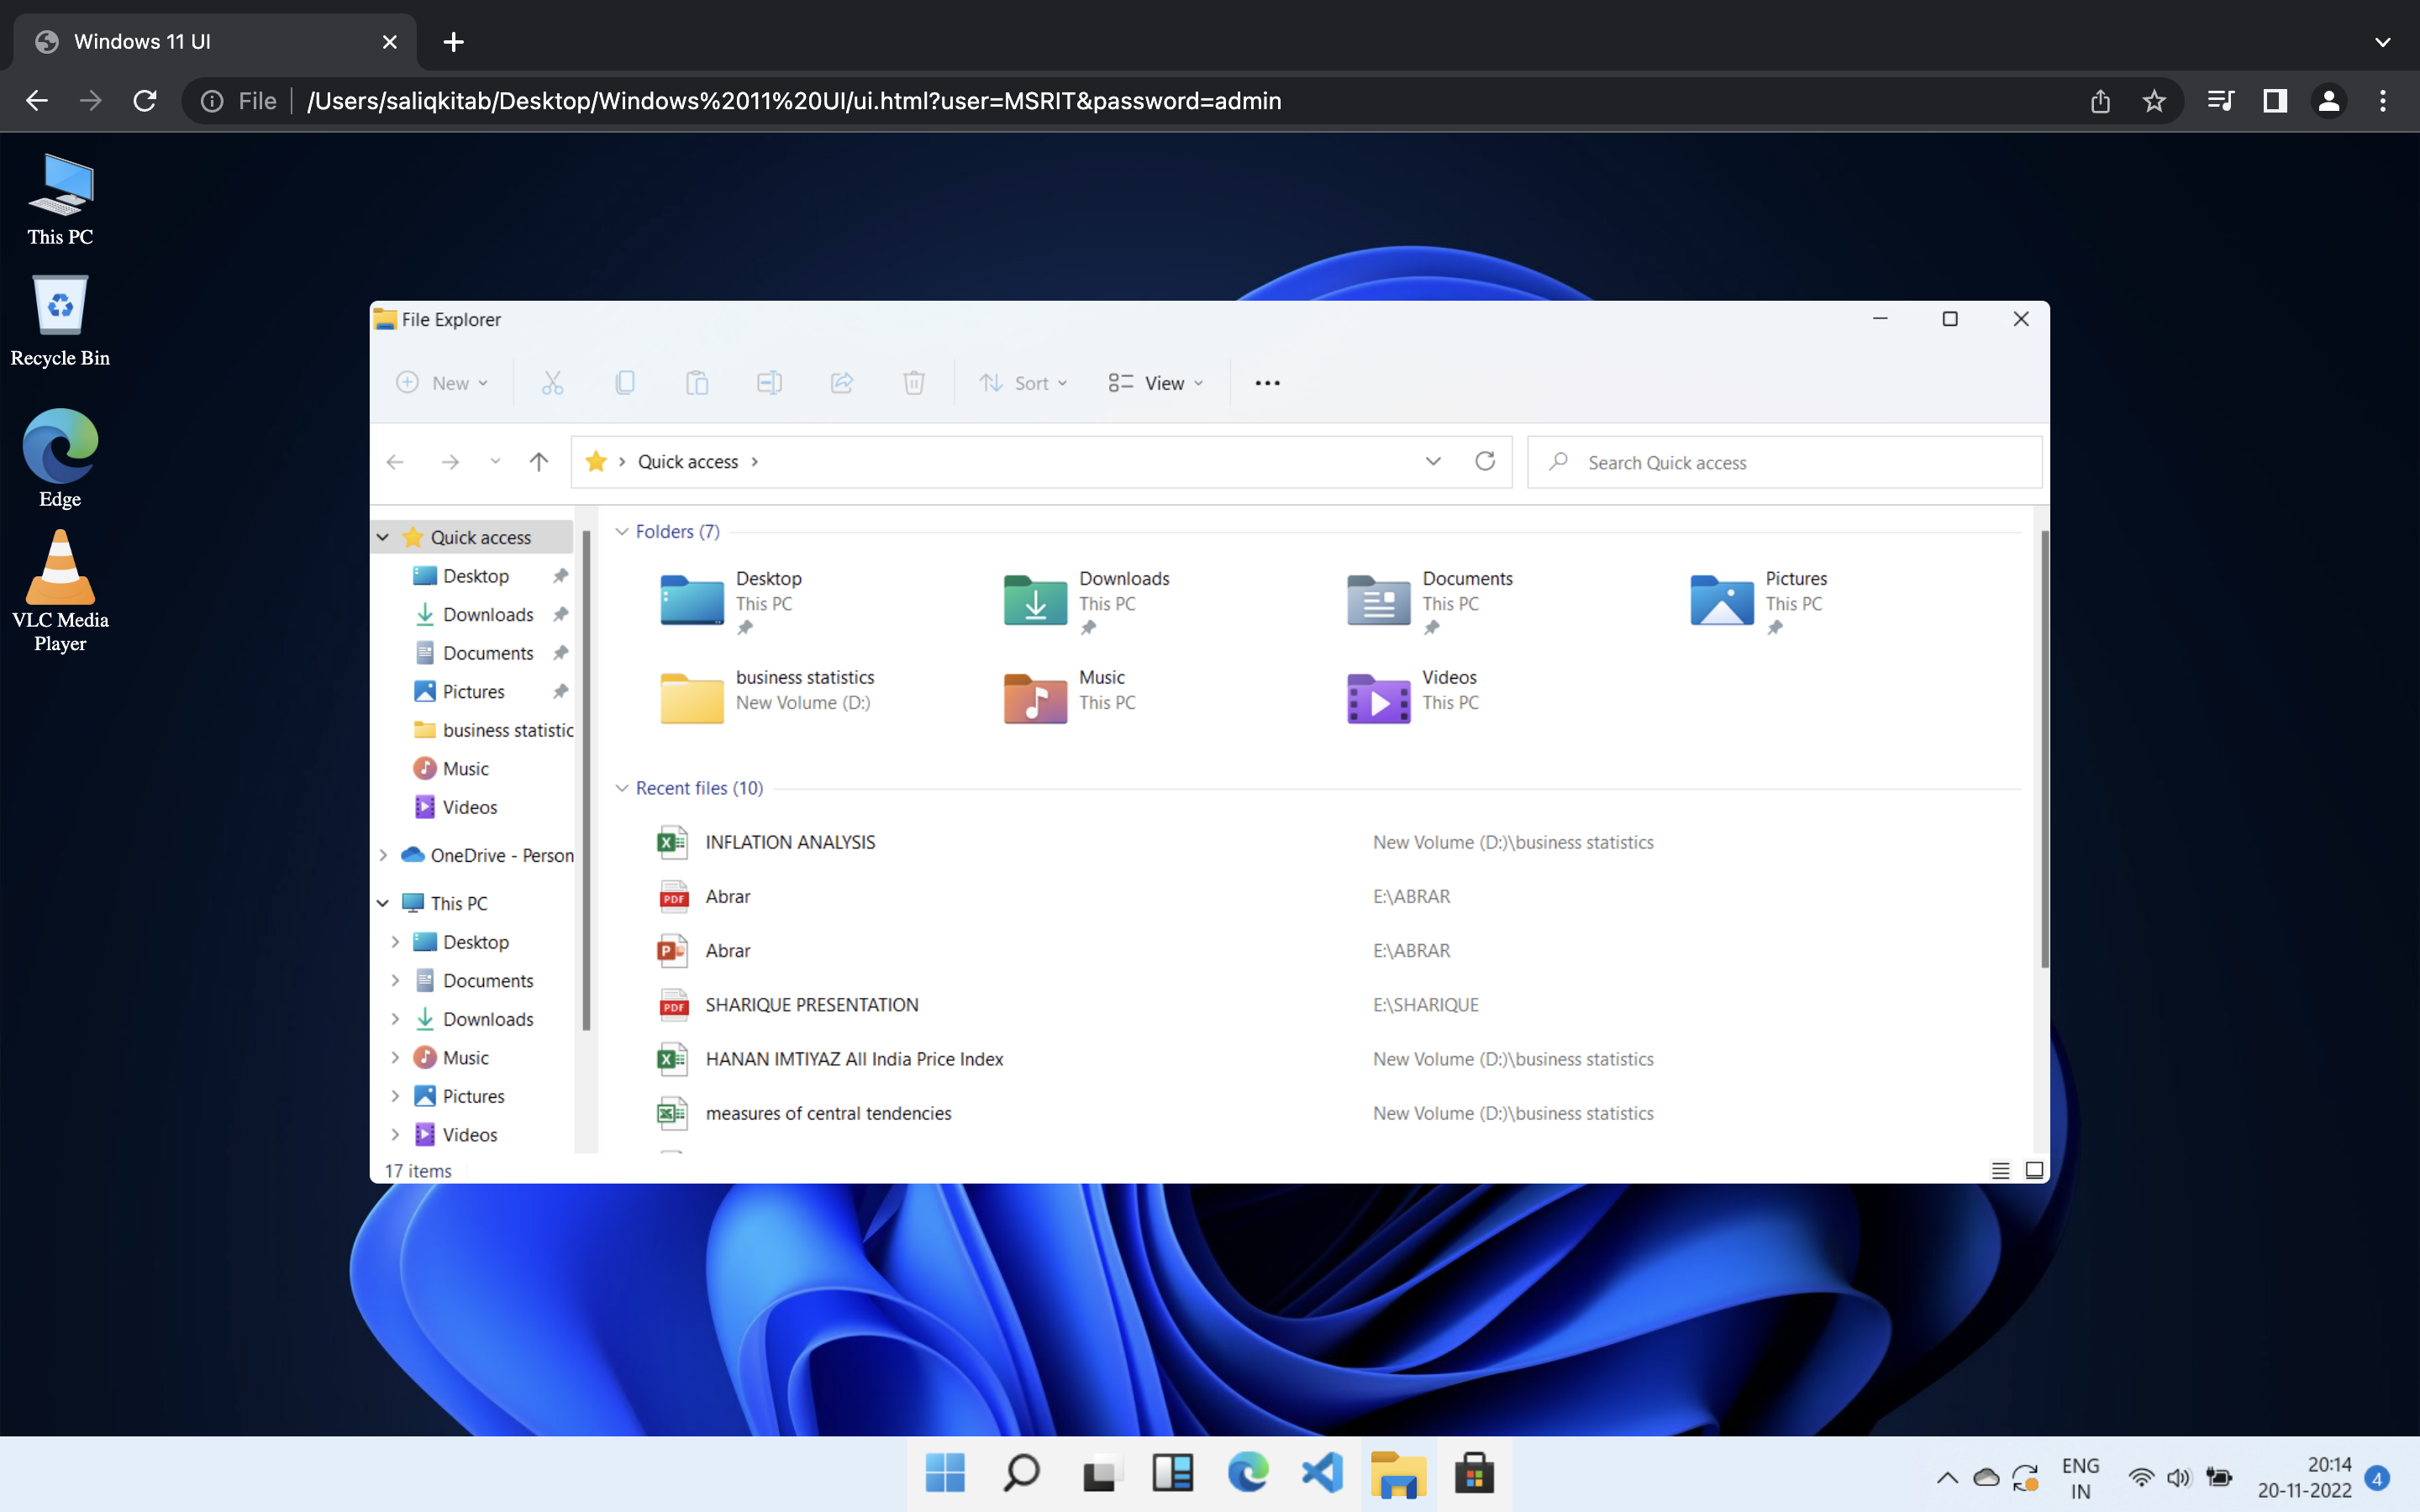 Windows 11 UI
File /Users/saliqkitab/Desktop/Windows%2011%20UI/ui.html?user=MSRIT&password=admin
This PC
Recycle Bin
Edge
VLC Media
Player
File Explorer
New
Sort
View
Quick access
Search Quick access
Quick access
Desktop
Downloads
Documents
Pictures
business statistic
Music
Videos
OneDrive - Person
This PC
Desktop
Documents
Downloads
Music
Pictures
Videos
Folders (7)
Desktop
This PC
Downloads
This PC
Documents
This PC
Pictures
This PC
business statistics
New Volume (D:)
Music
This PC
Videos
This PC
Recent files (10)
INFLATION ANALYSIS New Volume (D:)\business statistics
PDF Abrar E:\ABRAR
Abrar E:\ABRAR
PDF SHARIQUE PRESENTATION E:\SHARIQUE
HANAN IMTIYAZ All India Price Index New Volume (D:)\business statistics
measures of central tendencies New Volume (D:)\business statistics
17 items
ENG
IN
20:14
20-11-2022
4